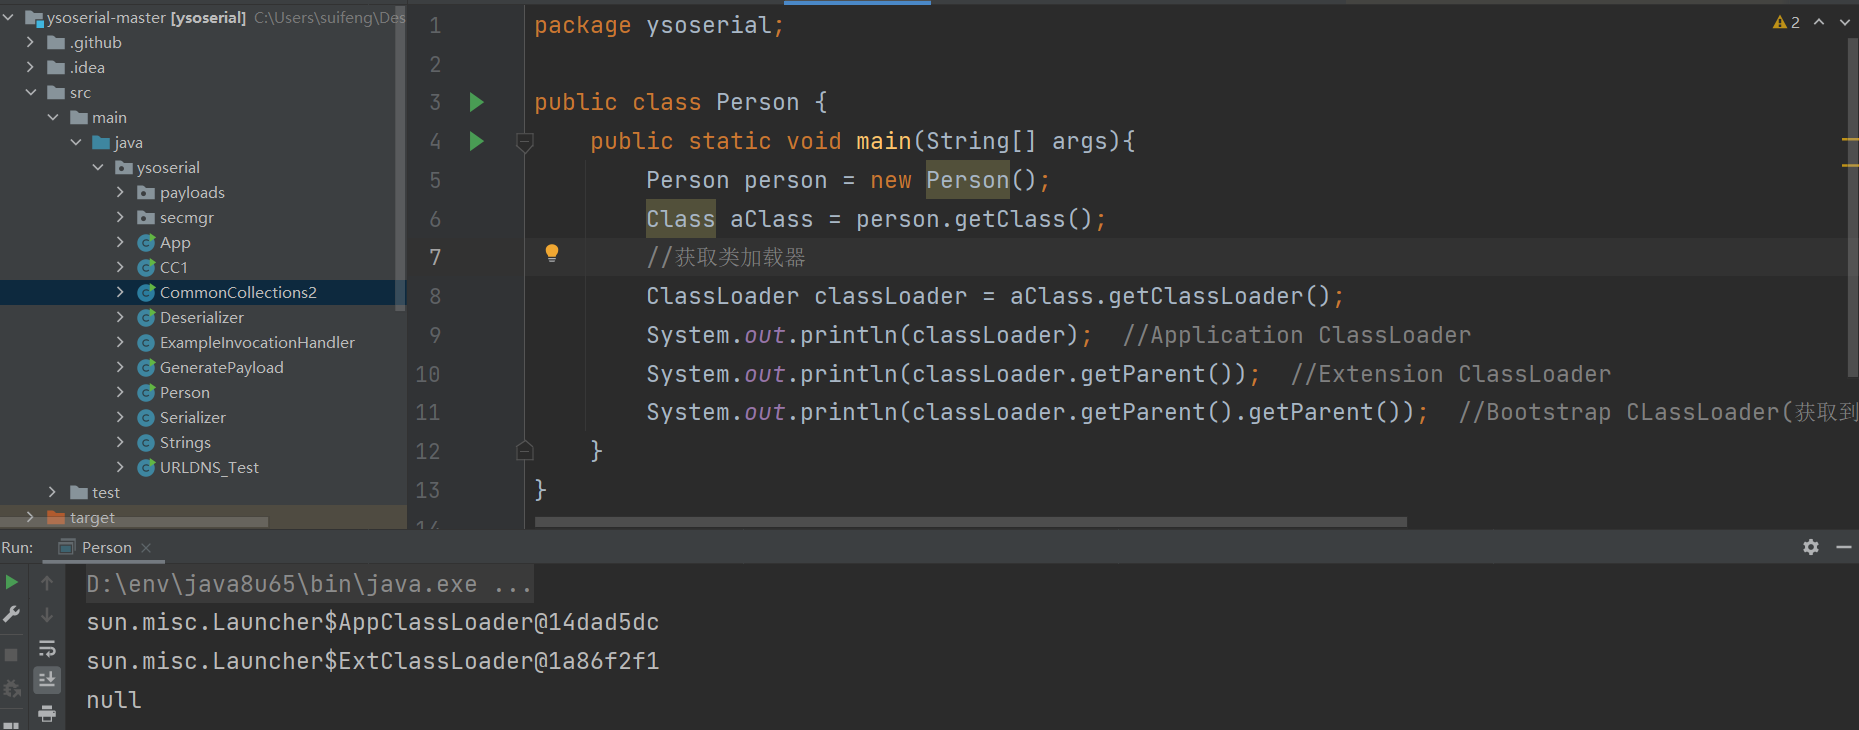 ysoserial-master [ysoserial] C:\Users\suifeng\Des
.github
.idea
src
main
java
ysoserial
payloads
secmgr
App
CC1
CommonCollections2
Deserializer
ExampleInvocationHandler
GeneratePayload
Person
Serializer
Strings
URLDNS_Test
test
target
2
1 package ysoserial;
2
3 public class Person {
4 public static void main(String[] args){
5 Person person = new Person();
6 Class aClass = person.getClass();
7 //获取类加载器
8 ClassLoader classLoader = aClass.getClassLoader();
9 System.out.println(classLoader); //Application ClassLoader
10 System.out.println(classLoader.getParent()); //Extension ClassLoader
11 System.out.println(classLoader.getParent().getParent()); //Bootstrap CLassLoader(获取到
12 }
13 }
14
Run: Person
D:\env\java8u65\bin\java.exe ...
sun.misc.Launcher$AppClassLoader@14dad5dc
sun.misc.Launcher$ExtClassLoader@1a86f2f1
null